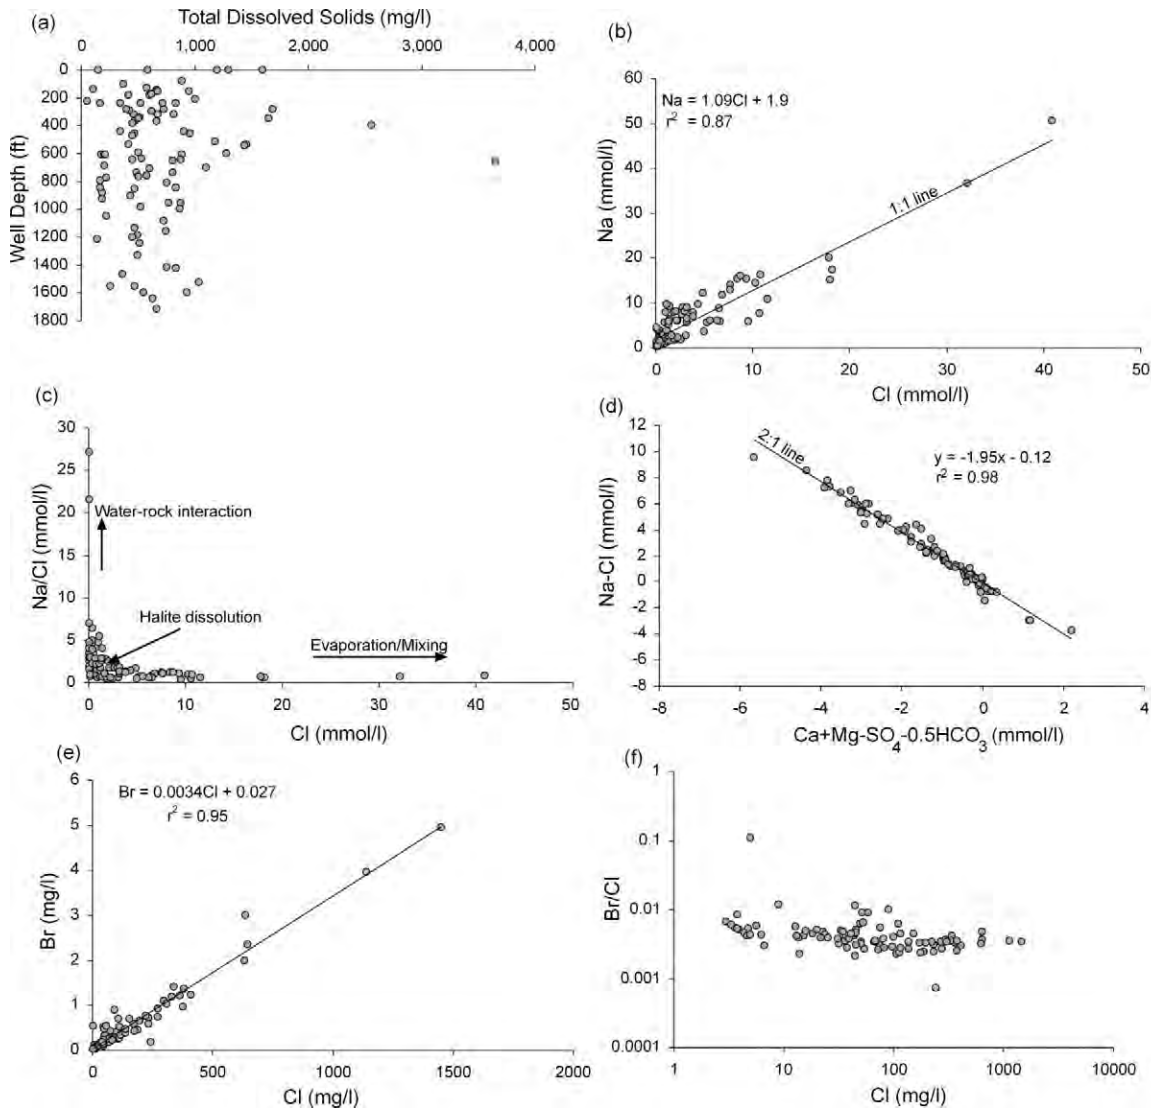 (a)
Total Dissolved Solids (mg/l)
0
1,000
2,000
3,000
4,000
0
200
400
600
800
1000
1200
1400
1600
1800
Well Depth (ft)
(b)
60
50
40
30
20
10
0
Na (mmol/l)
Na = 1.09Cl + 1.9
r² = 0.87
1:1 line
0
10
20
30
40
50
Cl (mmol/l)
(c)
30
25
20
15
10
5
0
Na/Cl (mmol/l)
Water-rock interaction
Halite dissolution
Evaporation/Mixing
0
10
20
30
40
50
Cl (mmol/l)
(d)
12
10
8
6
4
2
0
-2
-4
-6
-8
Na-Cl (mmol/l)
2:1 line
y = -1.95x - 0.12
r² = 0.98
-8
-6
-4
-2
0
2
4
Ca+Mg-SO₄-0.5HCO₃ (mmol/l)
(e)
6
5
4
3
2
1
0
Br (mg/l)
Br = 0.0034Cl + 0.027
r² = 0.95
0
500
1000
1500
2000
Cl (mg/l)
(f)
1
0.1
0.01
0.001
0.0001
Br/Cl
1
10
100
1000
10000
Cl (mg/l)